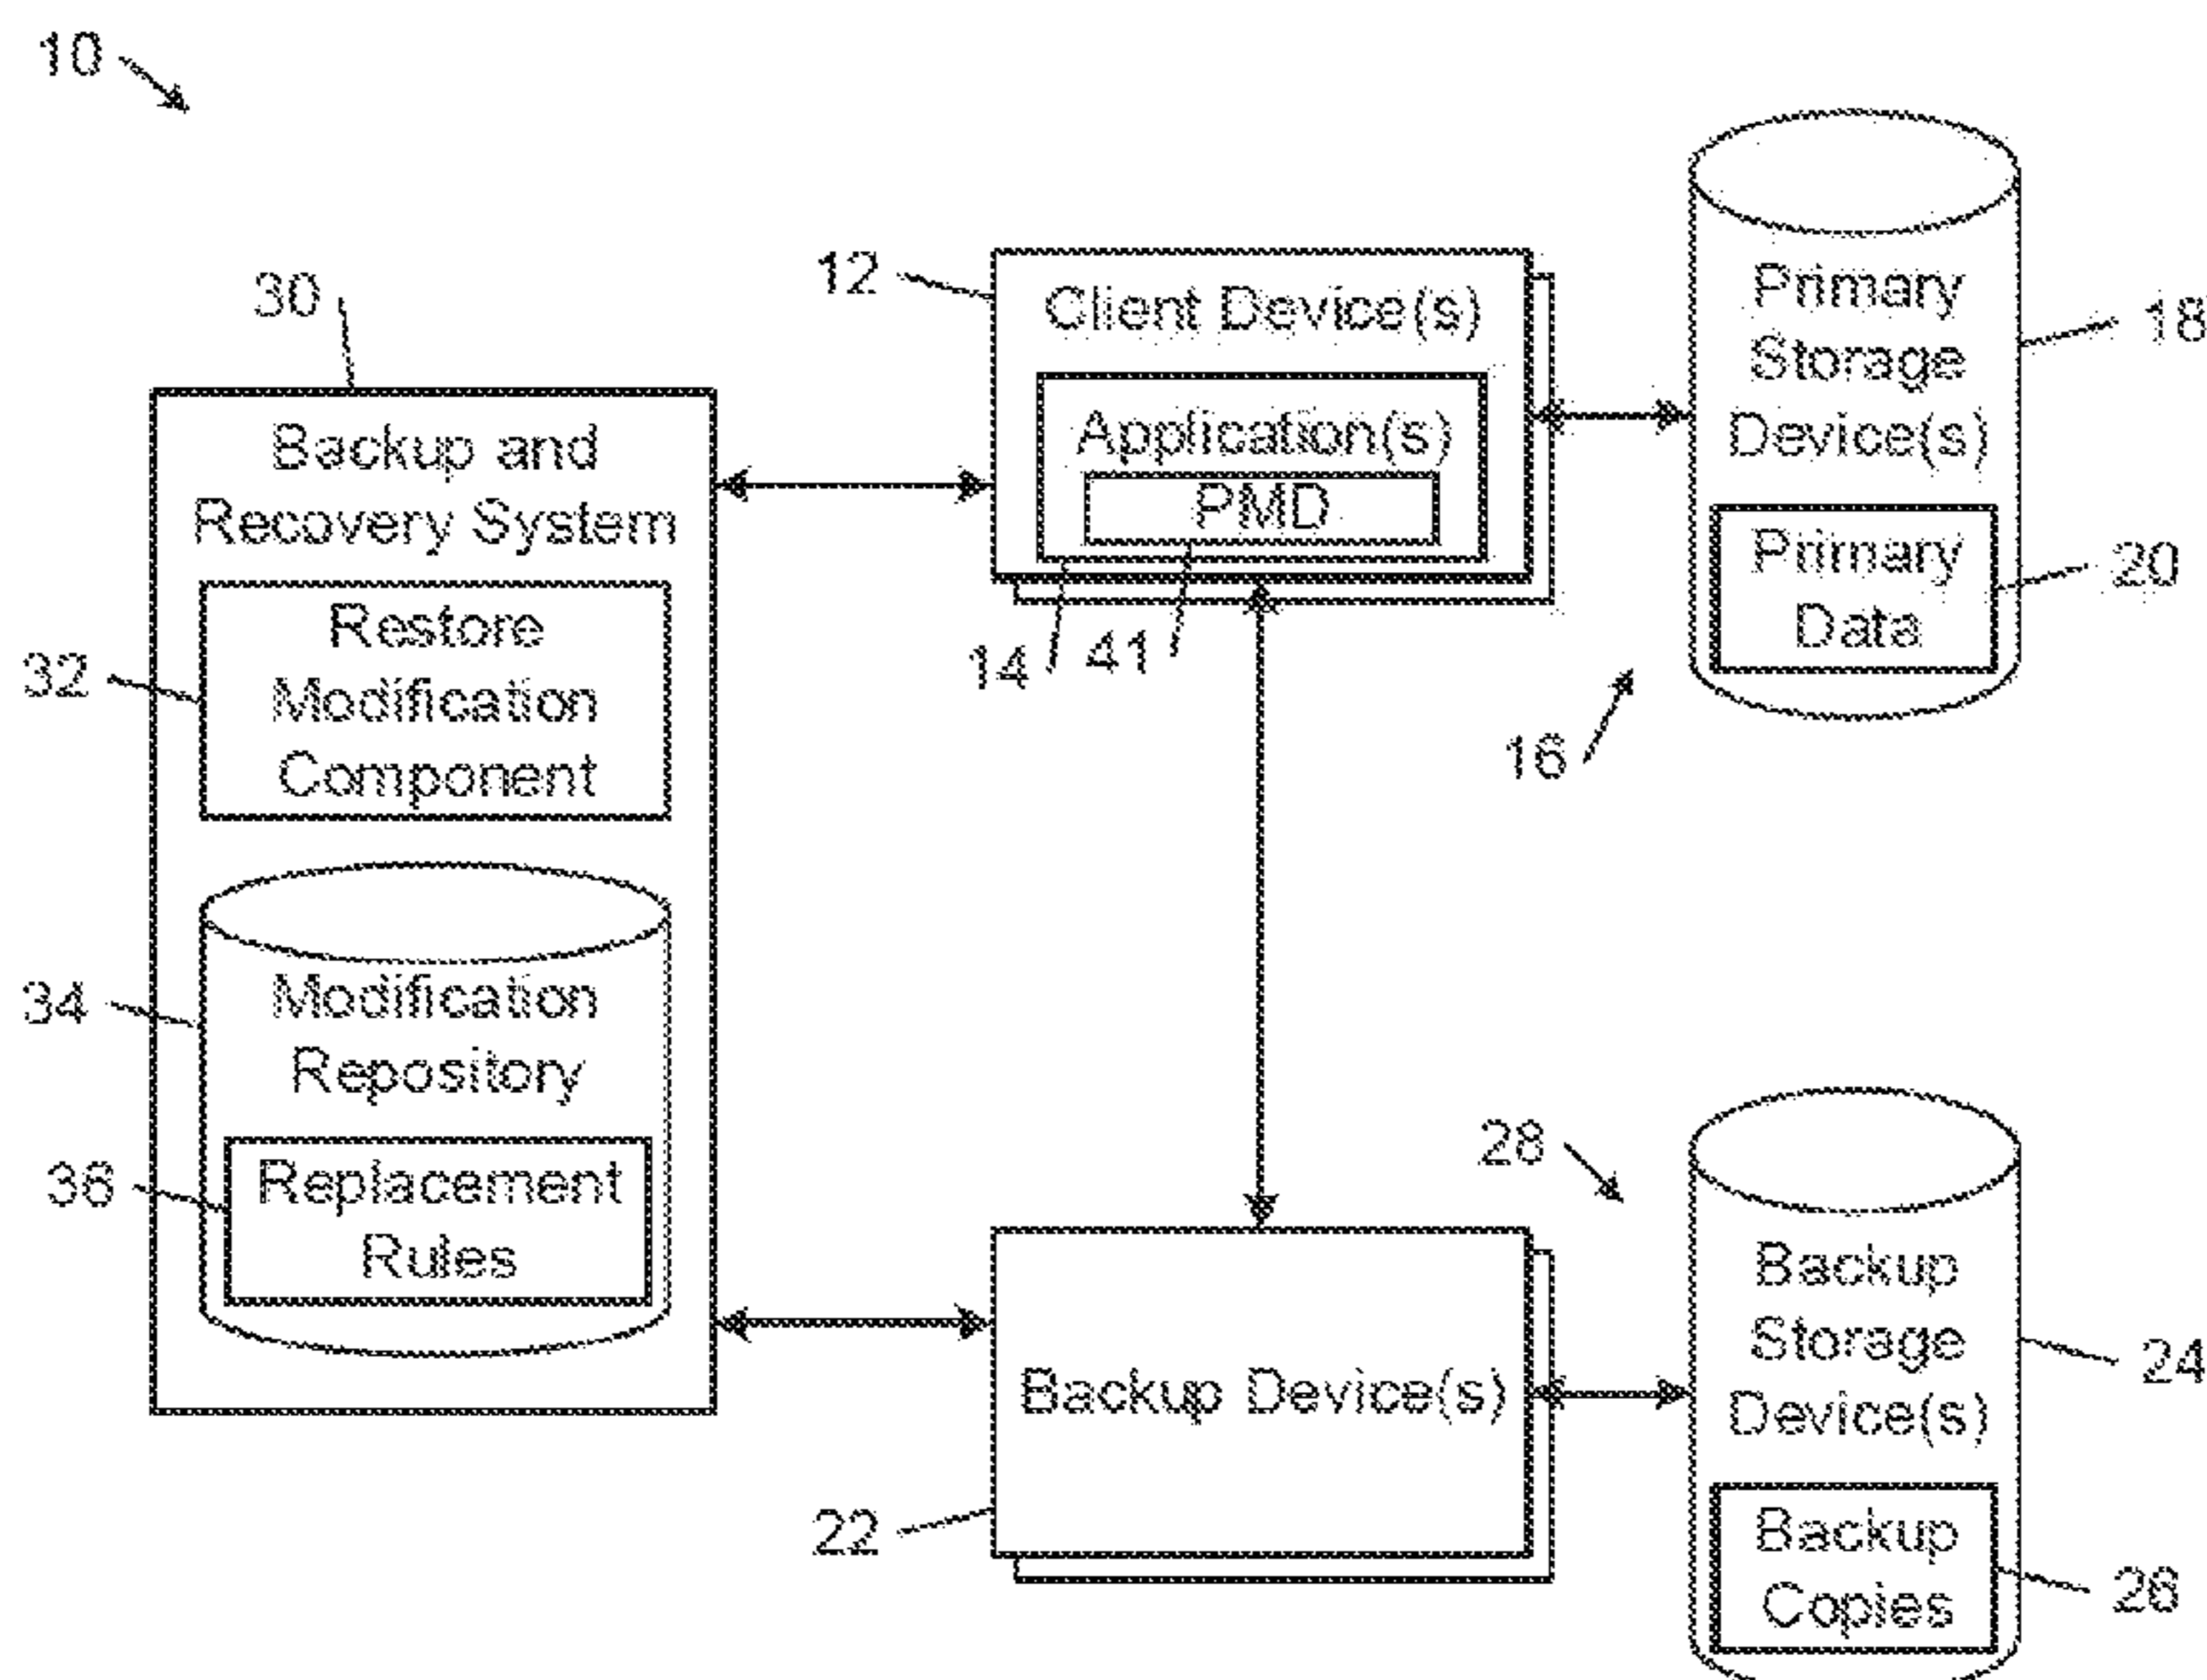 10
12
Client Device(s)
Application(s)
PMD
14
41
Primary
Storage
Device(s)
18
Primary
Data
20
16
30
Backup and
Recovery System
Restore
Modification
Component
32
Modification
Repository
34
Replacement
Rules
36
Backup Device(s)
22
28
Backup
Storage
Device(s)
24
Backup
Copies
26